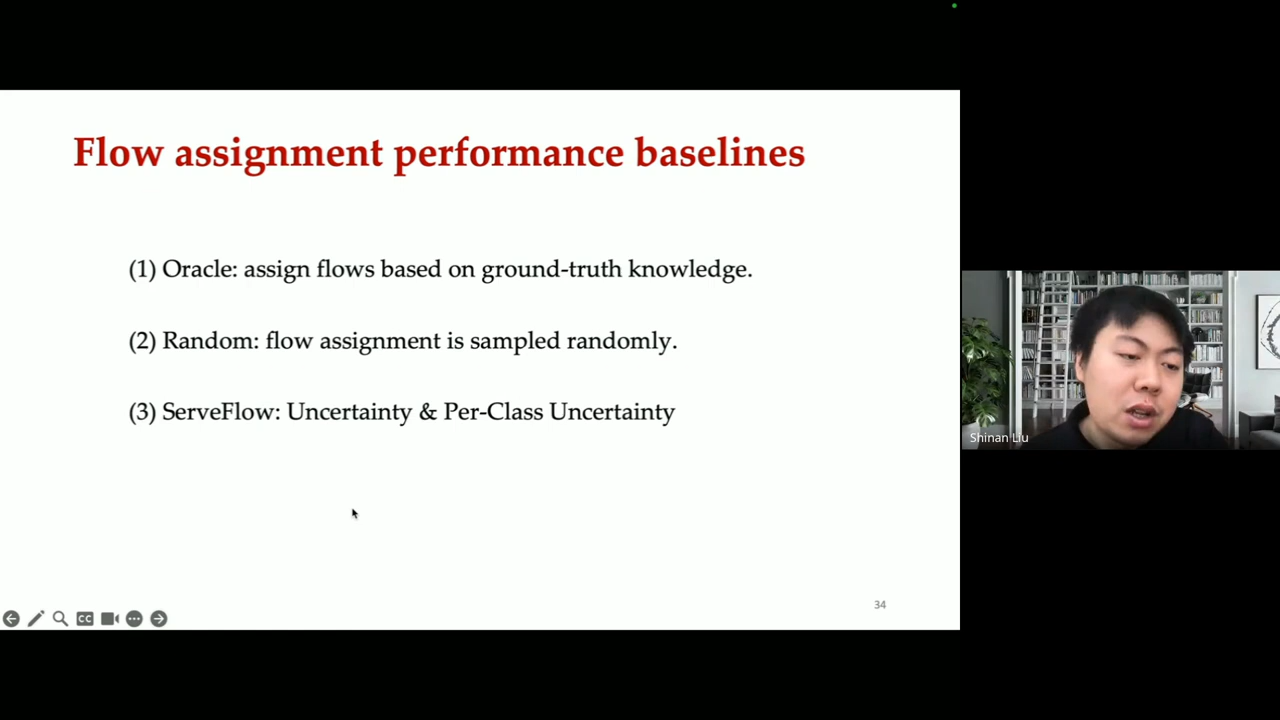 Flow assignment performance baselines
(1) Oracle: assign flows based on ground-truth knowledge.
(2) Random: flow assignment is sampled randomly.
(3) ServeFlow: Uncertainty & Per-Class Uncertainty
Shinan Liu
CC
34